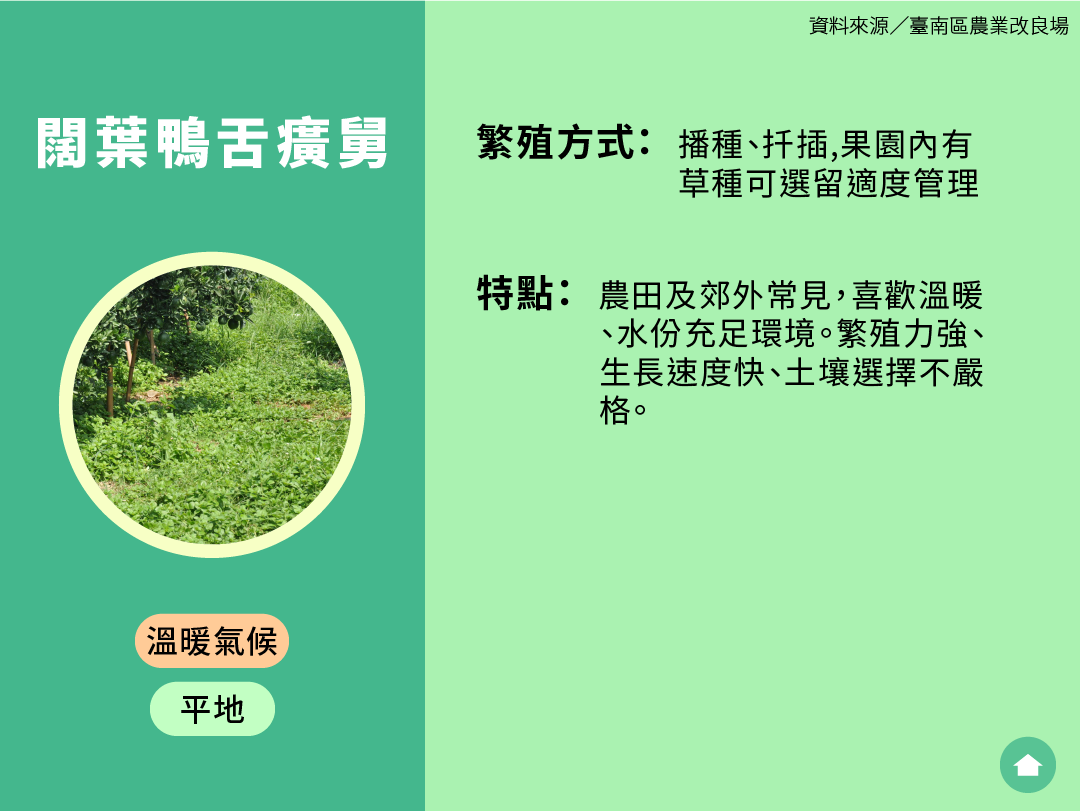 資料來源／臺南區農業改良場
闊葉鴨舌癀舅
繁殖方式：播種、扦插,果園內有
草種可選留適度管理
特點：農田及郊外常見，喜歡溫暖
、水份充足環境。繁殖力強、
生長速度快、土壤選擇不嚴
格。
溫暖氣候
平地